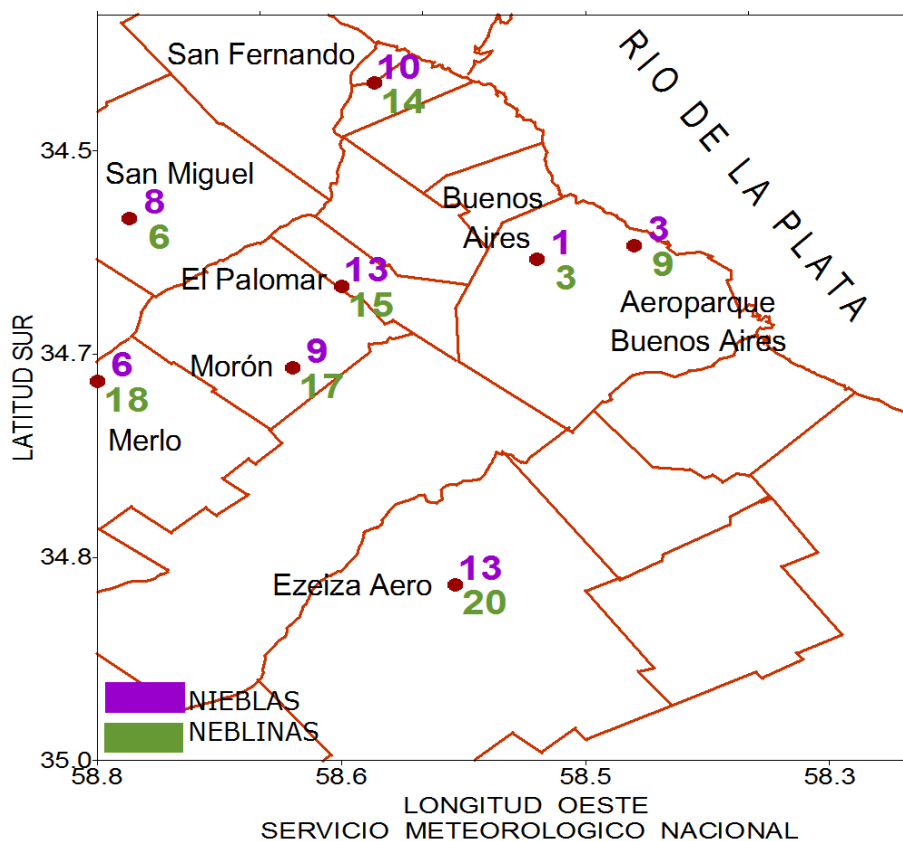 San Fernando
10
14
RIO DE LA PLATA
34.5
San Miguel
8
6
Buenos
Aires
1
3
3
9
Aeroparque
Buenos Aires
El Palomar
13
15
34.7
LATITUD SUR
Morón
9
17
6
18
Merlo
34.8
Ezeiza Aero
13
20
NIEBLAS
NEBLINAS
35.0
58.8 58.6 58.5 58.3
LONGITUD OESTE
SERVICIO METEOROLOGICO NACIONAL